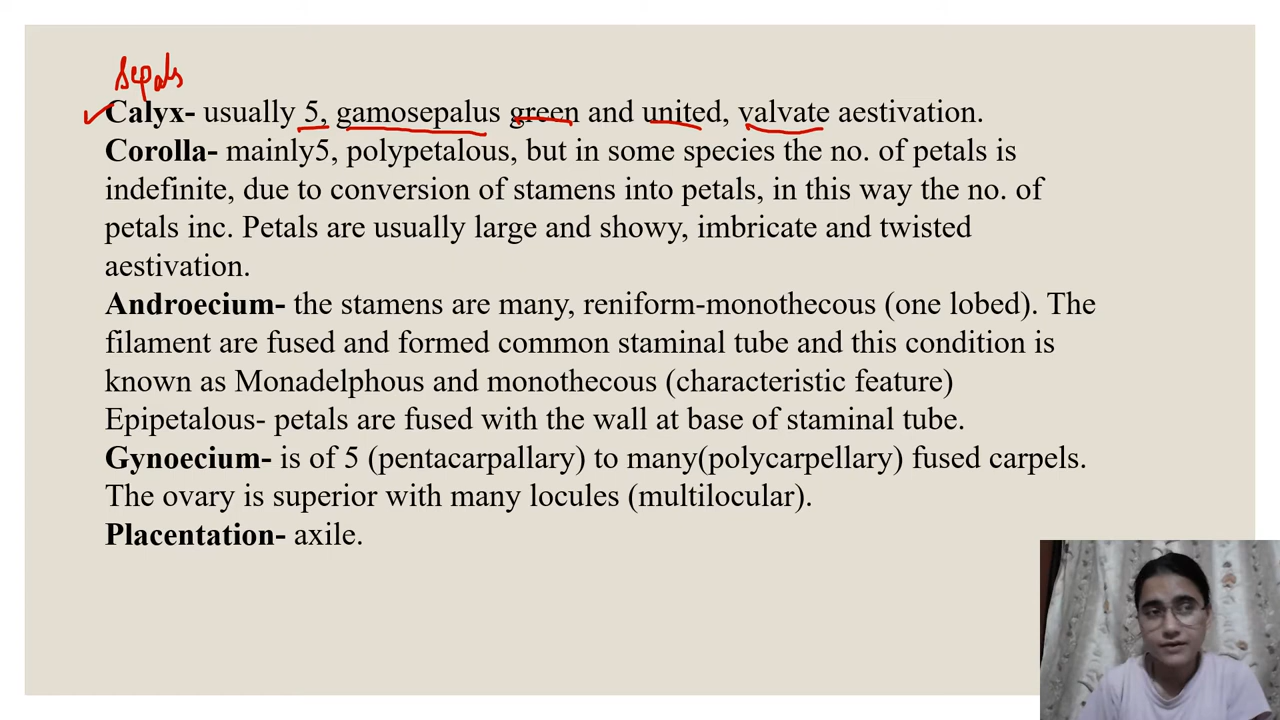 Sepals
Calyx- usually 5, gamosepalus green and united, valvate aestivation.
Corolla- mainly5, polypetalous, but in some species the no. of petals is
indefinite, due to conversion of stamens into petals, in this way the no. of
petals inc. Petals are usually large and showy, imbricate and twisted
aestivation.
Androecium- the stamens are many, reniform-monothecous (one lobed). The
filament are fused and formed common staminal tube and this condition is
known as Monadelphous and monothecous (characteristic feature)
Epipetalous- petals are fused with the wall at base of staminal tube.
Gynoecium- is of 5 (pentacarpallary) to many(polycarpellary) fused carpels.
The ovary is superior with many locules (multilocular).
Placentation- axile.